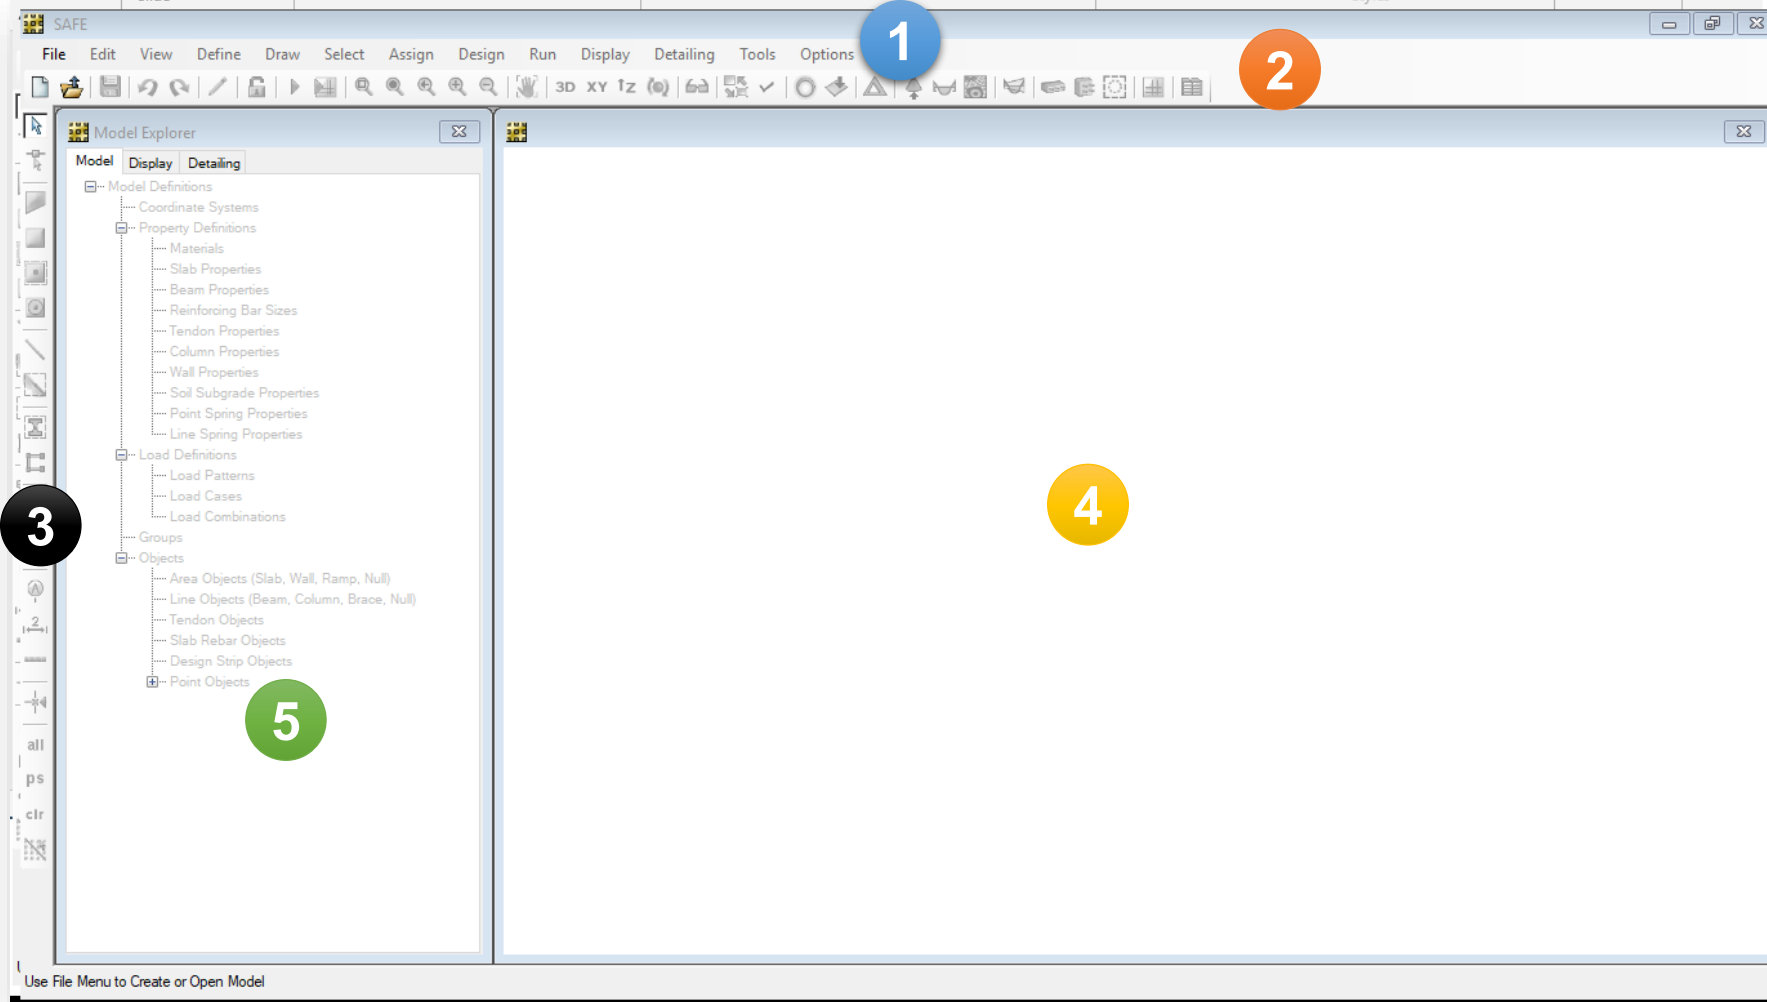 SAFE
File Edit View Define Draw Select Assign Design Run Display Detailing Tools Options
1
2
3D XY
Model Explorer
Model Display Detailing
Model Definitions
Coordinate Systems
Property Definitions
Materials
Slab Properties
Beam Properties
Reinforcing Bar Sizes
Tendon Properties
Column Properties
Wall Properties
Soil Subgrade Properties
Point Spring Properties
Line Spring Properties
Load Definitions
Load Patterns
Load Cases
Load Combinations
Groups
Objects
Area Objects (Slab, Wall, Ramp, Null)
Line Objects (Beam, Column, Brace, Null)
Tendon Objects
Slab Rebar Objects
Design Strip Objects
Point Objects
3
4
5
2
all
ps
clr
Use File Menu to Create or Open Model